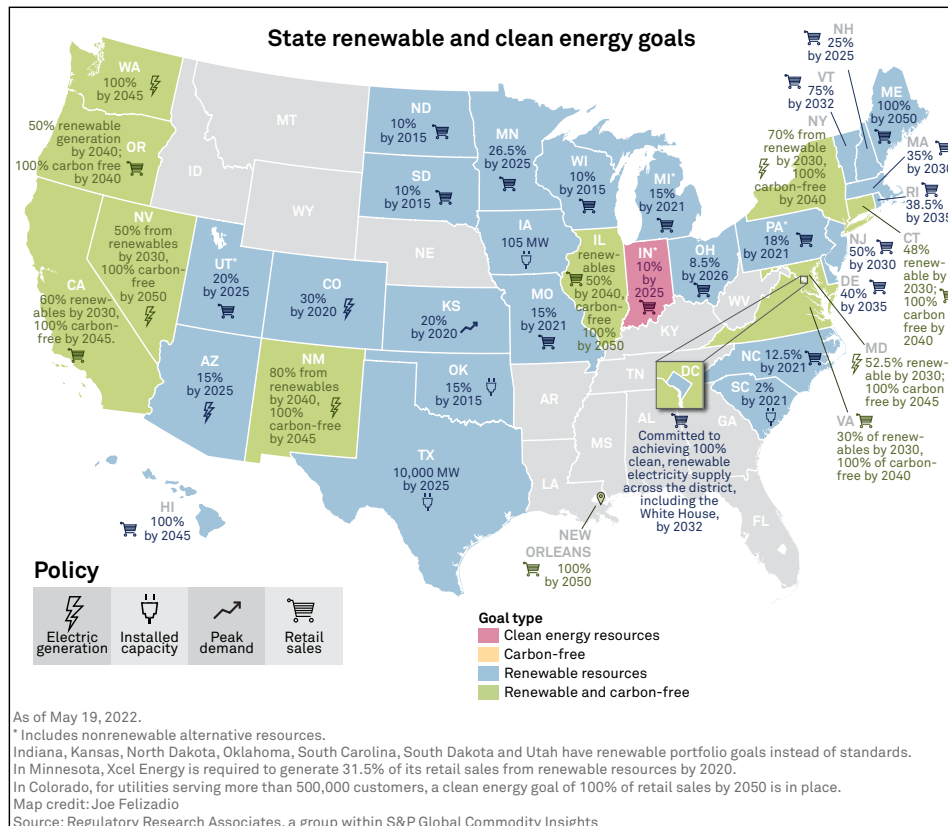 State renewable and clean energy goals
WA
100%
by 2045
50% renewable
generation
by 2040;
100% carbon free
by 2040
OR
MT
ID
WY
NV
50% from
renewables
by 2030,
100% carbon-
free by 2050
CA
60% renew-
ables by 2030,
100% carbon-
free by 2045.
UT*
20%
by 2025
AZ
15%
by 2025
CO
30%
by 2020
NM
80% from
renewables
by 2040,
100%
carbon-free
by 2045
ND
10%
by 2015
SD
10%
by 2015
NE
KS
20%
by 2020
OK
15%
by 2015
TX
10,000 MW
by 2025
MN
26.5%
by 2025
IA
105 MW
MO
15%
by 2021
AR
LA
WI
10%
by 2015
IL
renew-
ables
50%
by 2040,
carbon-
free
100%
by 2050
MI*
15%
by 2021
IN*
10%
by
2025
OH
8.5%
by 2026
KY
TN
MS
AL
GA
FL
WV
PA*
18%
by 2021
NC 12.5%
by 2021
SC 2%
by 2021
DC
Committed to
achieving 100%
clean, renewable
electricity supply
across the district,
including the
White House,
by 2032
NEW
ORLEANS
100%
by 2050
HI
100%
by 2045
NH
25%
by 2025
VT
75%
by 2032
NY
70% from
renewable
by 2030,
100%
carbon-free
by 2040
ME
100%
by 2050
MA
35%
by 2030
RI
38.5%
by 2035
NJ
50%
by 2030
CT
48%
renew-
able by
2030;
100%
carbon
free by
2040
DE
40%
by 2035
MD
52.5% renew-
able by 2030;
100% carbo;
free by 2045
VA
30% of renew-
ables by 2030,
100% of carbon-
free by 2040
Policy
Electric
generation
Installed
capacity
Peak
demand
Retail
sales
Goal type
Clean energy resources
Carbon-free
Renewable resources
Renewable and carbon-free
As of May 19, 2022.
* Includes nonrenewable alternative resources.
Indiana, Kansas, North Dakota, Oklahoma, South Carolina, South Dakota and Utah have renewable portfolio goals instead of standards.
In Minnesota, Xcel Energy is required to generate 31.5% of its retail sales from renewable resources by 2020.
In Colorado, for utilities serving more than 500,000 customers, a clean energy goal of 100% of retail sales by 2050 is in place.
Map credit: Joe Felizadio
Source: Regulatory Research Associates, a group within S&P Global Commodity Insights